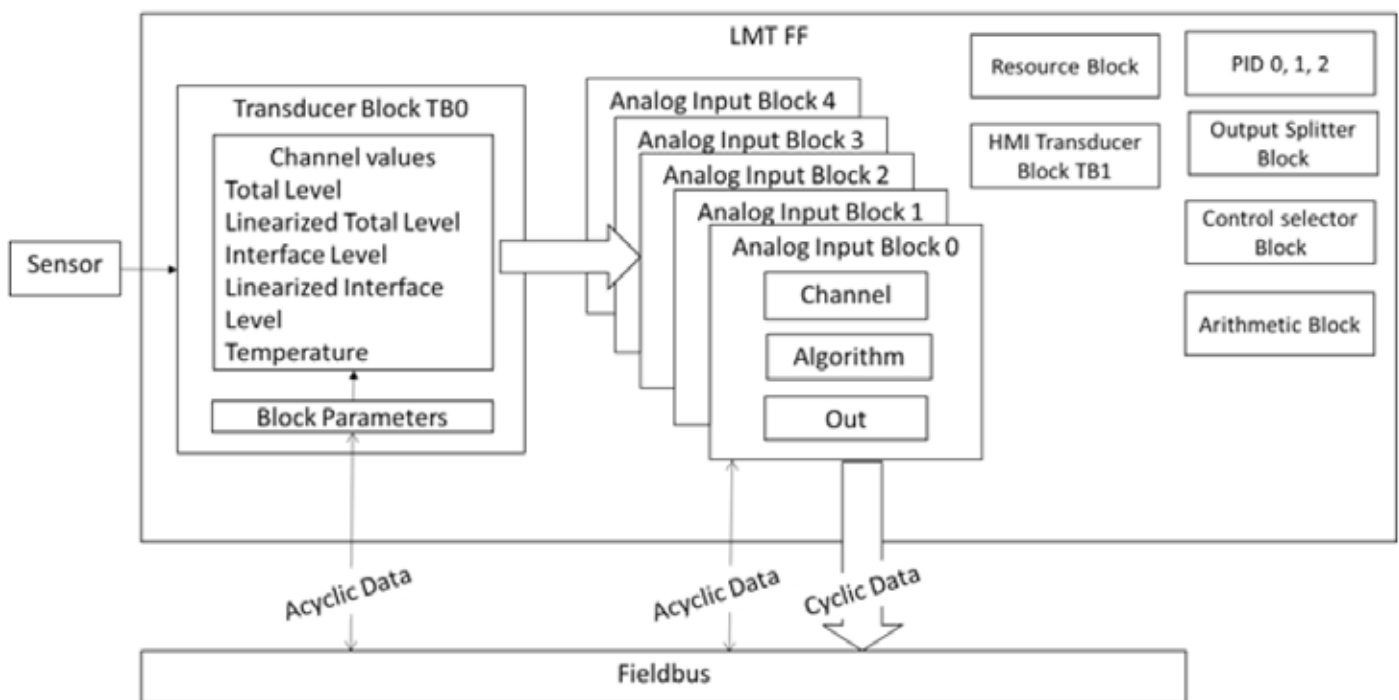 LMT FF
Sensor
Transducer Block TB0
Channel values
Total Level
Linearized Total Level
Interface Level
Linearized Interface
Level
Temperature
Block Parameters
Analog Input Block 4
Analog Input Block 3
Analog Input Block 2
Analog Input Block 1
Analog Input Block 0
Channel
Algorithm
Out
Resource Block
HMI Transducer
Block TB1
PID 0, 1, 2
Output Splitter
Block
Control selector
Block
Arithmetic Block
Acyclic Data
Acyclic Data
Cyclic Data
Fieldbus